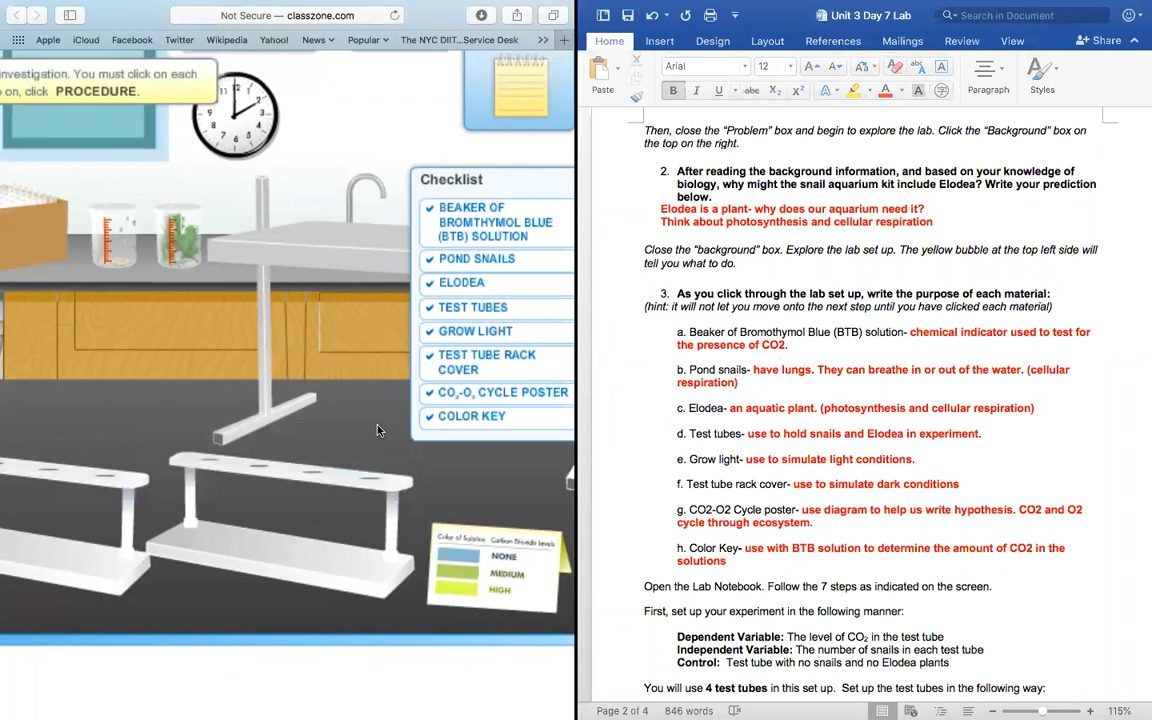 Not Secure — classzone.com
Apple iCloud Facebook Twitter Wikipedia Yahoo! News Popular The NYC DIIT...Service Desk
investigation. You must click on each
o on, click PROCEDURE.
Checklist
✔ BEAKER OF
BROMTHYMOL BLUE
(BTB) SOLUTION
✔ POND SNAILS
✔ ELODEA
✔ TEST TUBES
✔ GROW LIGHT
✔ TEST TUBE RACK
COVER
✔ CO₂-O₂ CYCLE POSTER
✔ COLOR KEY
Color of Solution Carbon Dioxide Levels
NONE
MEDIUM
HIGH
Unit 3 Day 7 Lab
Search in Document
Home Insert Design Layout References Mailings Review View Share
Paste Arial 12 Paragraph Styles
Then, close the “Problem” box and begin to explore the lab. Click the “Background” box on
the top on the right.
2. After reading the background information, and based on your knowledge of
biology, why might the snail aquarium kit include Elodea? Write your prediction
below.
Elodea is a plant- why does our aquarium need it?
Think about photosynthesis and cellular respiration
Close the “background” box. Explore the lab set up. The yellow bubble at the top left side will
tell you what to do.
3. As you click through the lab set up, write the purpose of each material:
(hint: it will not let you move onto the next step until you have clicked each material)
a. Beaker of Bromothymol Blue (BTB) solution- chemical indicator used to test for
the presence of CO2.
b. Pond snails- have lungs. They can breathe in or out of the water. (cellular
respiration)
c. Elodea- an aquatic plant. (photosynthesis and cellular respiration)
d. Test tubes- use to hold snails and Elodea in experiment.
e. Grow light- use to simulate light conditions.
f. Test tube rack cover- use to simulate dark conditions
g. CO2-O2 Cycle poster- use diagram to help us write hypothesis. CO2 and O2
cycle through ecosystem.
h. Color Key- use with BTB solution to determine the amount of CO2 in the
solutions
Open the Lab Notebook. Follow the 7 steps as indicated on the screen.
First, set up your experiment in the following manner:
Dependent Variable: The level of CO₂ in the test tube
Independent Variable: The number of snails in each test tube
Control: Test tube with no snails and no Elodea plants
You will use 4 test tubes in this set up. Set up the test tubes in the following way:
Page 2 of 4 846 words 115%